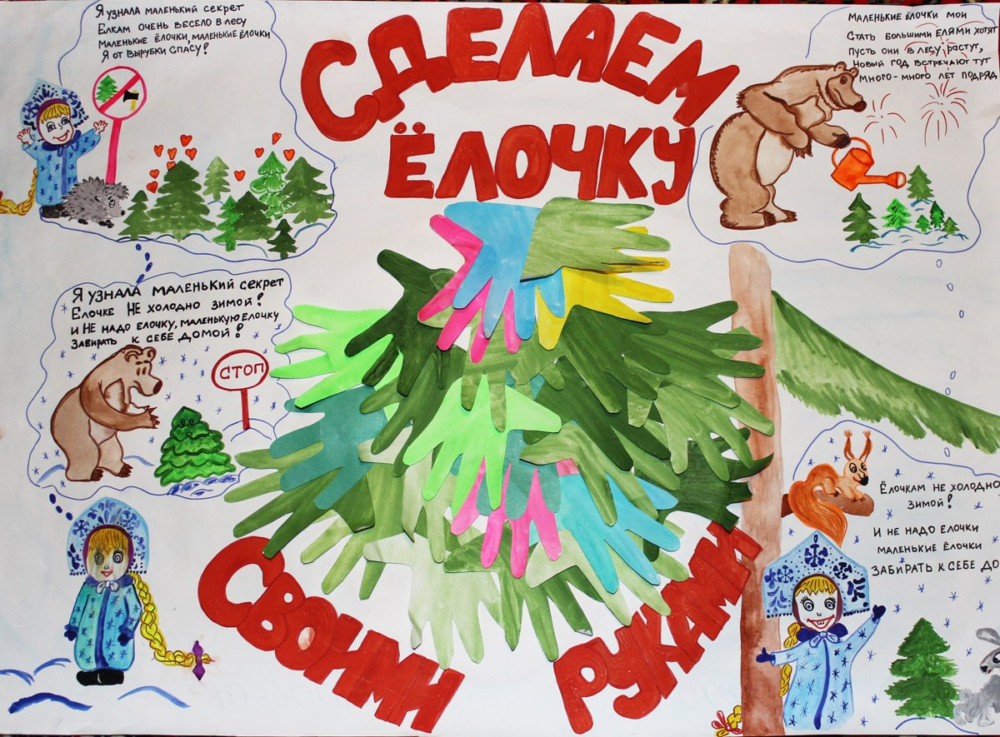 Я узнала маленький секрет
Елкам очень весело в лесу
Маленькие ёлочки, маленькие ёлочки
Я от вырубки спасу!
СДЕЛАЕМ
ЁЛОЧКУ
Маленькие ёлочки мои
Стать большими елями хотят
Пусть они в лесу растут,
Новый год встречают тут
Много-много лет подряд
Я узнала маленький секрет
Елочке НЕ холодно зимой!
и НЕ надо елочку, маленькую елочку
Забирать к себе домой!
СТОП
Ёлочкам не холодно
зимой!
И не надо елочки
маленькие ёлочки
Забирать к себе до
СВОИМИ
РУКАМИ